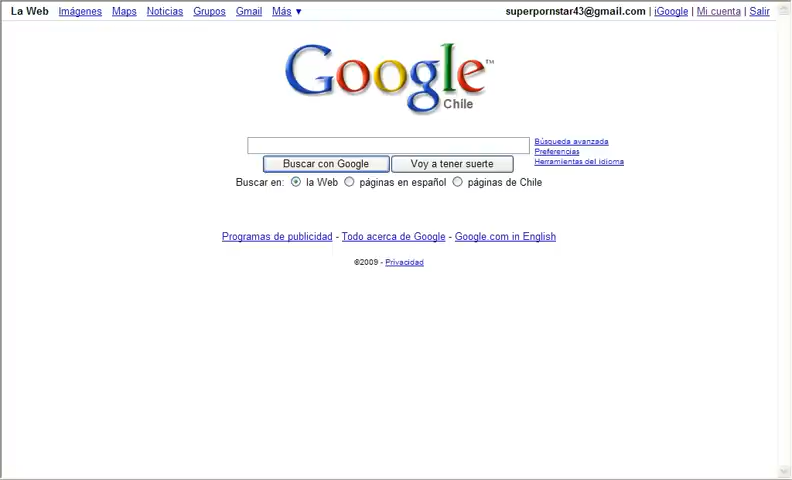 La Web Imágenes Maps Noticias Grupos Gmail Más ▼ superpornstar43@gmail.com | iGoogle | Mi cuenta | Salir
Google™
Chile
Búsqueda avanzada
Preferencias
Herramientas del idioma
Buscar con Google Voy a tener suerte
Buscar en: la Web páginas en español páginas de Chile
Programas de publicidad - Todo acerca de Google - Google.com in English
©2009 - Privacidad